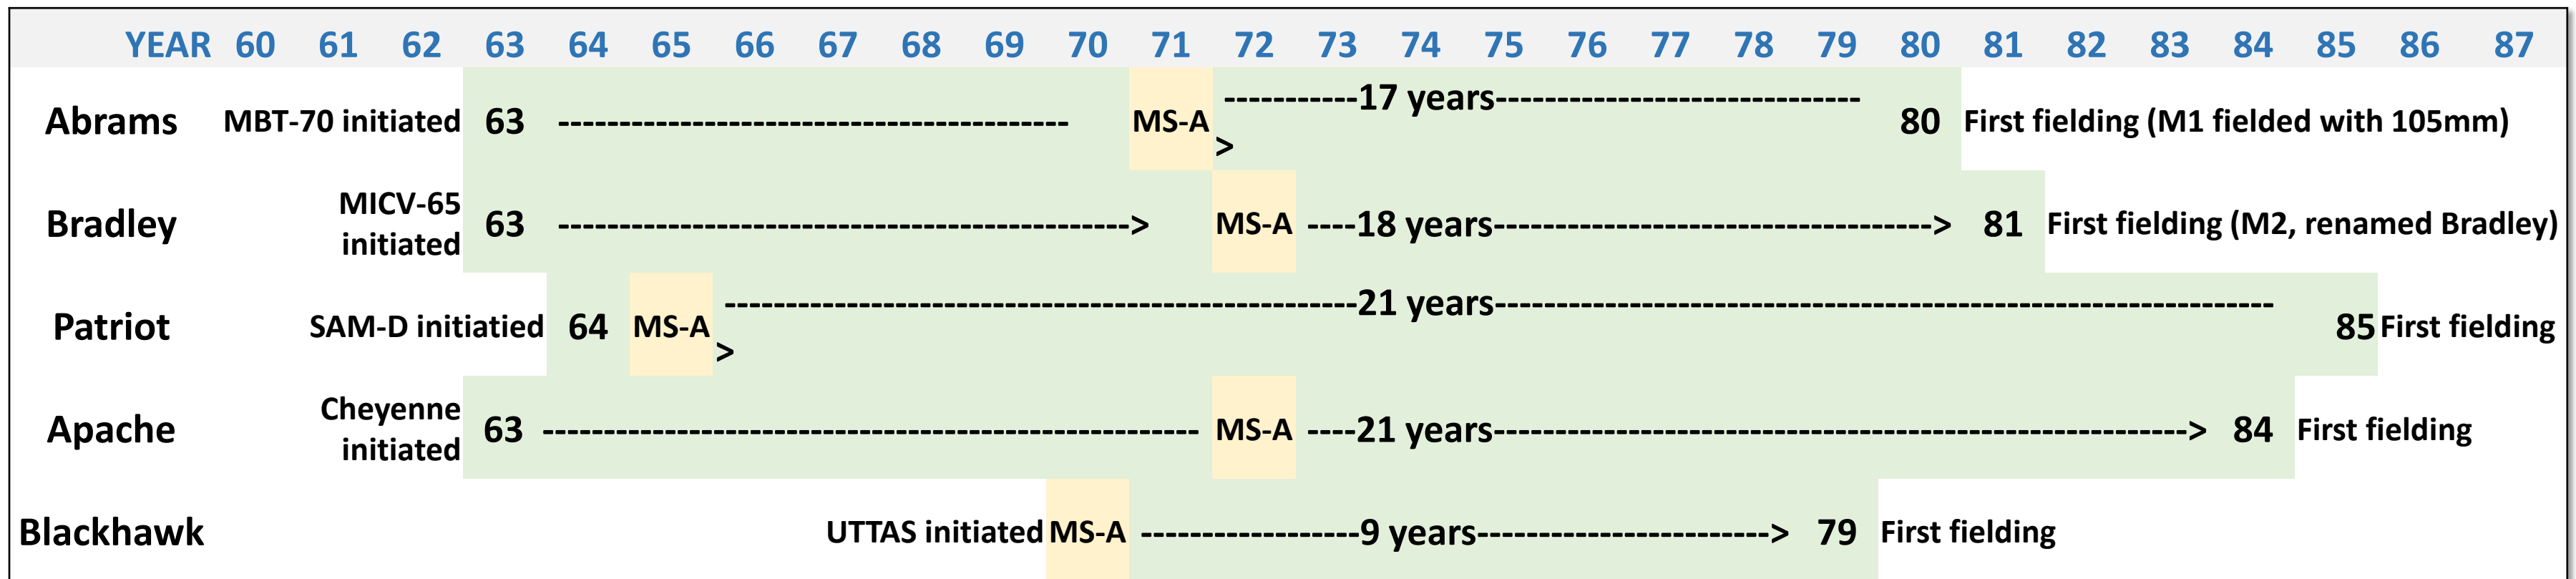 YEAR 60 61 62 63 64 65 66 67 68 69 70 71 72 73 74 75 76 77 78 79 80 81 82 83 84 85 86 87
Abrams MBT-70 initiated 63 ---------------------------------- MS-A -----------17 years------------------------------ > 80 First fielding (M1 fielded with 105mm)
Bradley MICV-65
initiated 63 --------------------------------------> MS-A ----18 years-----------------------------------> 81 First fielding (M2, renamed Bradley)
Patriot SAM-D initiatied 64 MS-A ----------------------------------------------------21 years---------------------------------------------------------------- > 85 First fielding
Apache Cheyenne
initiated 63 -------------------------------------------- MS-A ----21 years----------------------------------------------------------> 84 First fielding
Blackhawk UTTAS initiated MS-A ------------------9 years------------------------> 79 First fielding